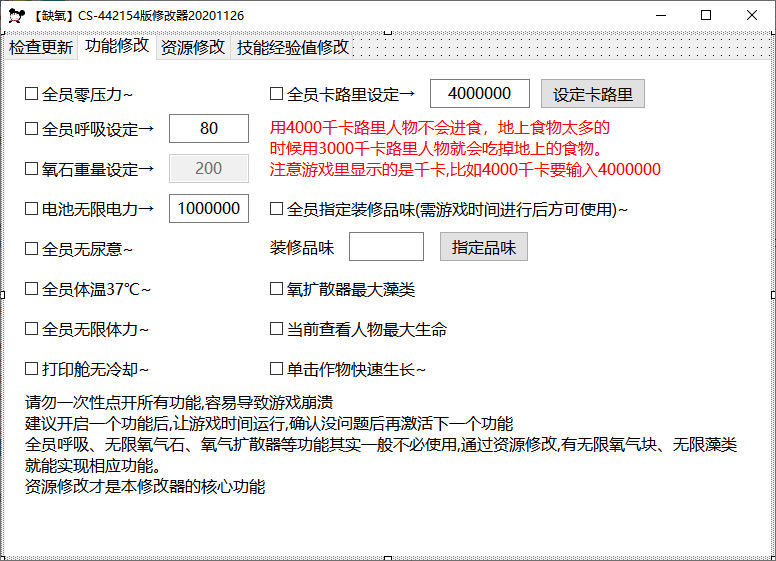 【缺氧】CS-442154版修改器20201126
检查更新 功能修改 资源修改 技能经验值修改
全员零压力~ 全员卡路里设定→ 4000000 设定卡路里
全员呼吸设定→ 80 用4000千卡路里人物不会进食，地上食物太多的
时候用3000千卡路里人物就会吃掉地上的食物。
氧石重量设定→ 200 注意游戏里显示的是千卡,比如4000千卡要输入4000000
电池无限电力→ 1000000 全员指定装修品味(需游戏时间进行后方可使用)~
全员无尿意~ 装修品味 指定品味
全员体温37℃~ 氧扩散器最大藻类
全员无限体力~ 当前查看人物最大生命
打印舱无冷却~ 单击作物快速生长~
请勿一次性点开所有功能,容易导致游戏崩溃
建议开启一个功能后,让游戏时间运行,确认没问题后再激活下一个功能
全员呼吸、无限氧气石、氧气扩散器等功能其实一般不必使用,通过资源修改,有无限氧气块、无限藻类
就能实现相应功能。
资源修改才是本修改器的核心功能